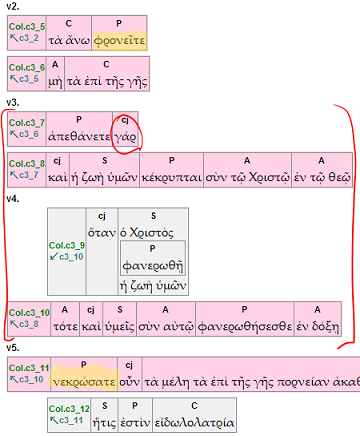 v2.
C P
Col.c3_5 τὰ ἄνω φρονεῖτε
↖c3_2
A C
Col.c3_6 μὴ τὰ ἐπὶ τῆς γῆς
↖c3_5
v3.
P cj
Col.c3_7 ἀπεθάνετε γάρ
↖c3_6
cj S P A A
Col.c3_8 καὶ ἡ ζωὴ ὑμῶν κέκρυπται σὺν τῷ Χριστῷ ἐν τῷ θεῷ
↖c3_7
v4.
cj S
Col.c3_9 ὅταν ὁ Χριστὸς
↙c3_10
P
φανερωθῇ
ἡ ζωὴ ὑμῶν
A cj S A P A
Col.c3_10 τότε καὶ ὑμεῖς σὺν αὐτῷ φανερωθήσεσθε ἐν δόξῃ
↖c3_8
v5.
P cj
Col.c3_11 νεκρώσατε οὖν τὰ μέλη τὰ ἐπὶ τῆς γῆς πορνείαν
↖c3_10
S P C
Col.c3_12 ἥτις ἐστὶν εἰδωλολατρία
↖c3_11